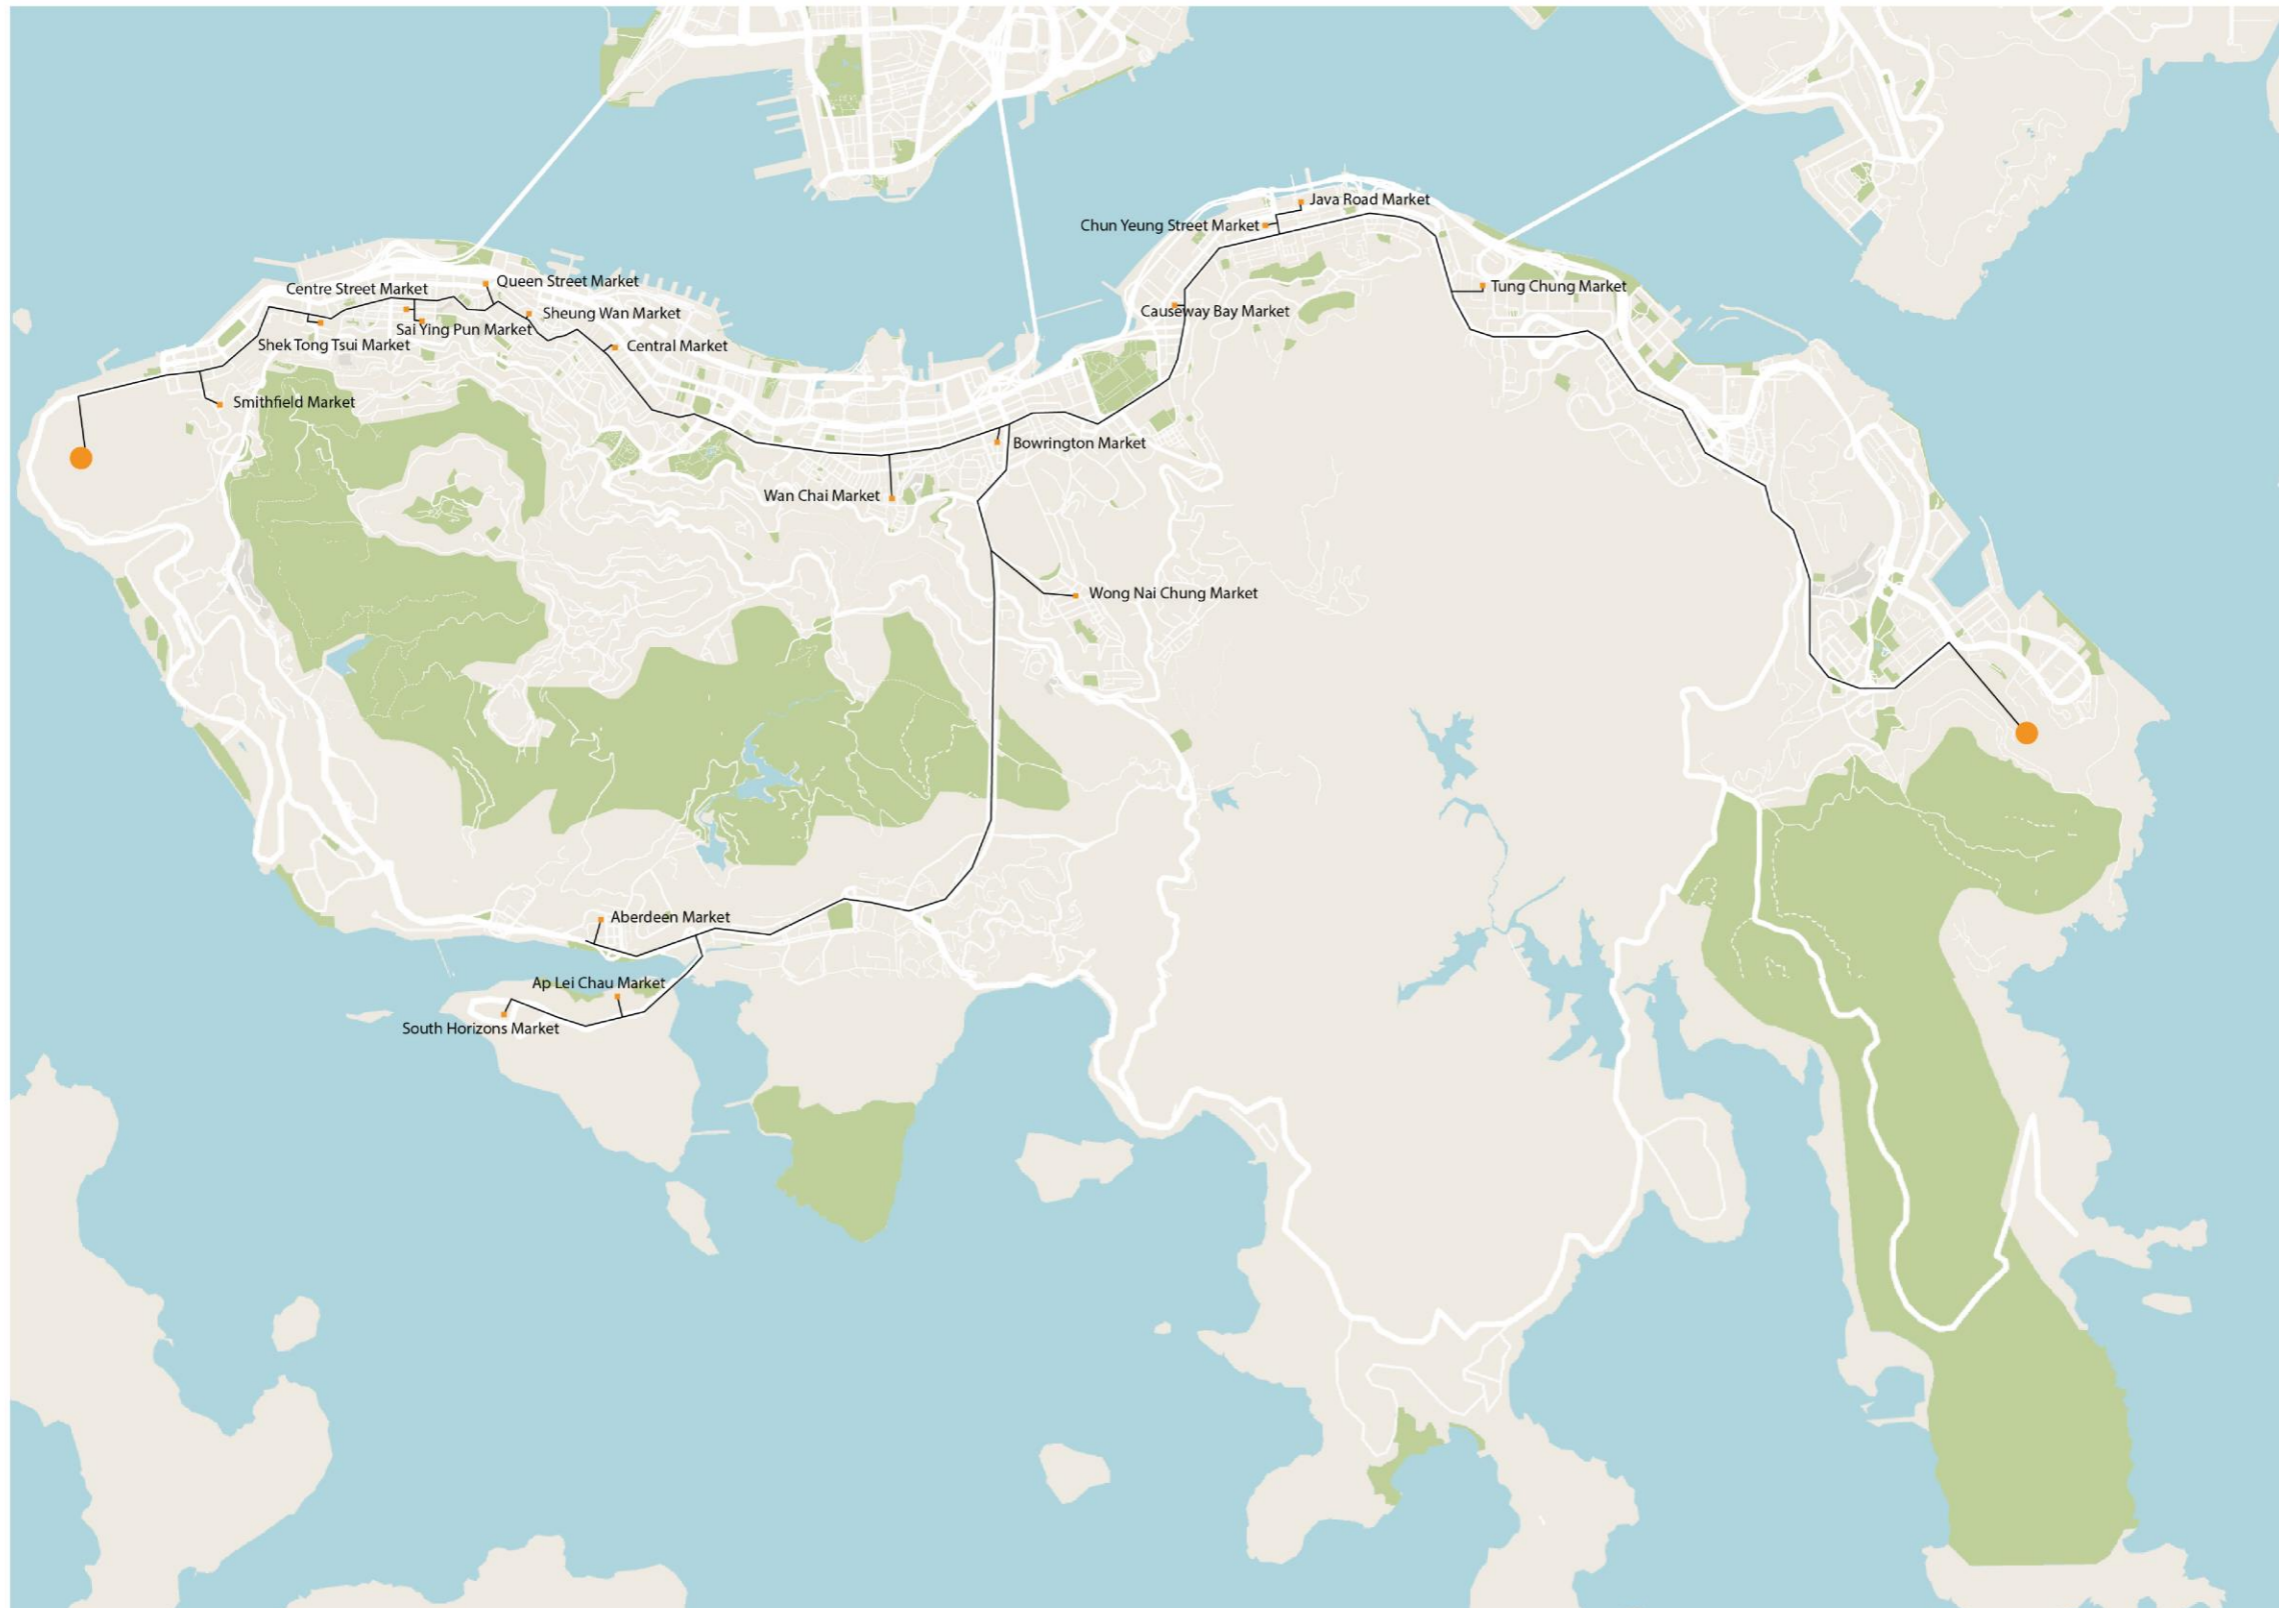 Java Road Market
Chun Yeung Street Market
Queen Street Market
Centre Street Market
Tung Chung Market
Causeway Bay Market
Sheung Wan Market
Sai Ying Pun Market
Shek Tong Tsui Market
Central Market
Smithfield Market
Bowrington Market
Wan Chai Market
Wong Nai Chung Market
Aberdeen Market
Ap Lei Chau Market
South Horizons Market